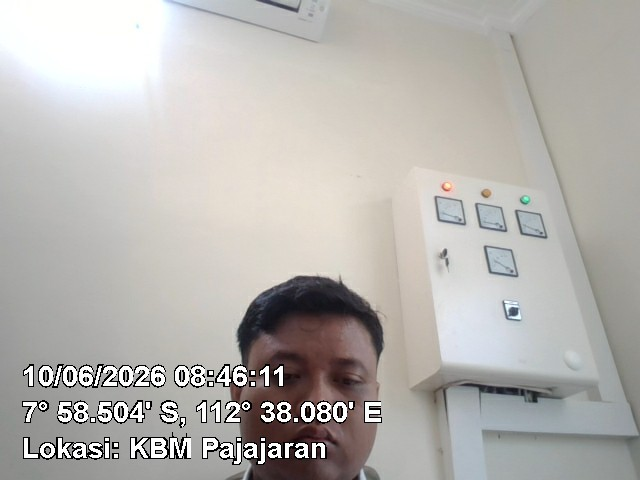 10/06/2026 08:46:11
7° 58.504' S, 112° 38.080' E
Lokasi: KBM Pajajaran